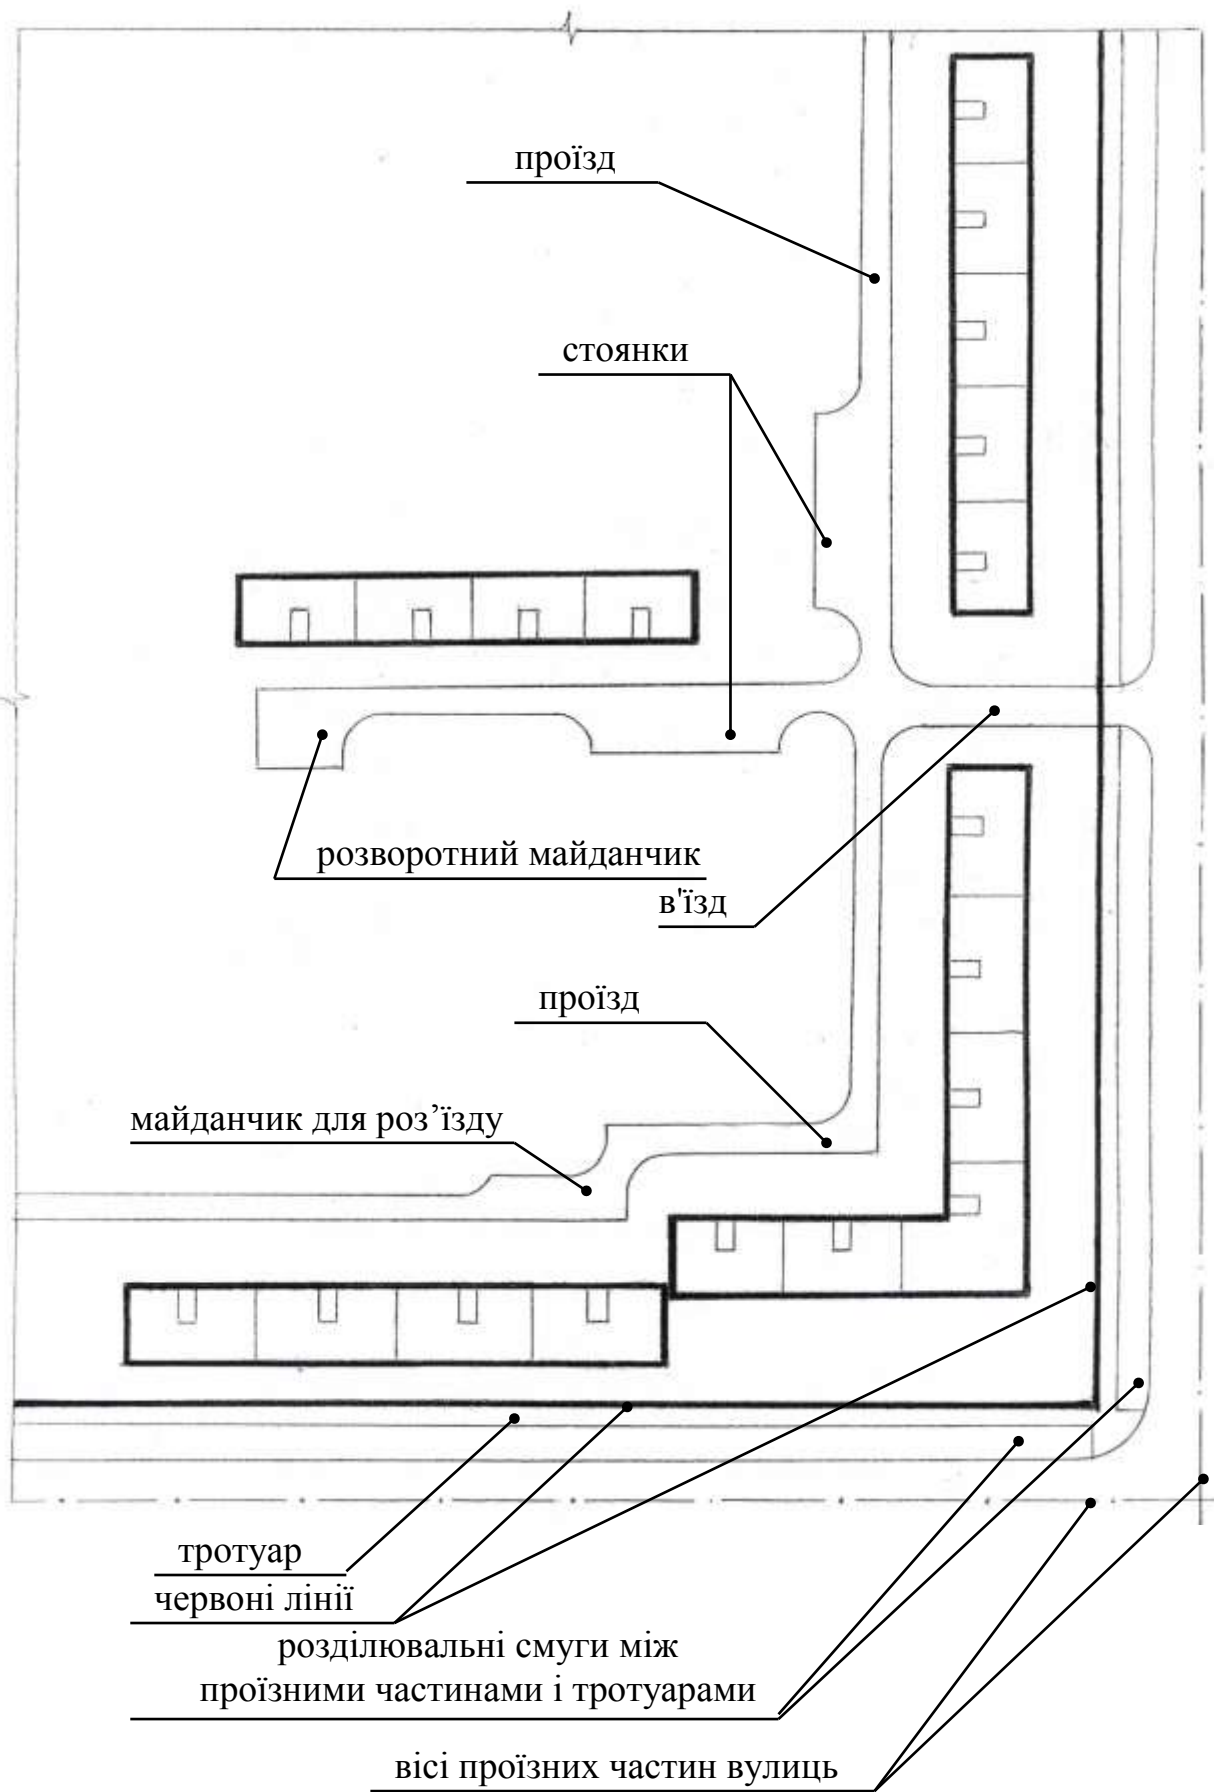 проїзд
стоянки
розворотний майданчик
в'їзд
проїзд
майданчик для роз’їзду
тротуар
червоні лінії
розділювальні смуги між
проїзними частинами і тротуарами
вісі проїзних частин вулиць